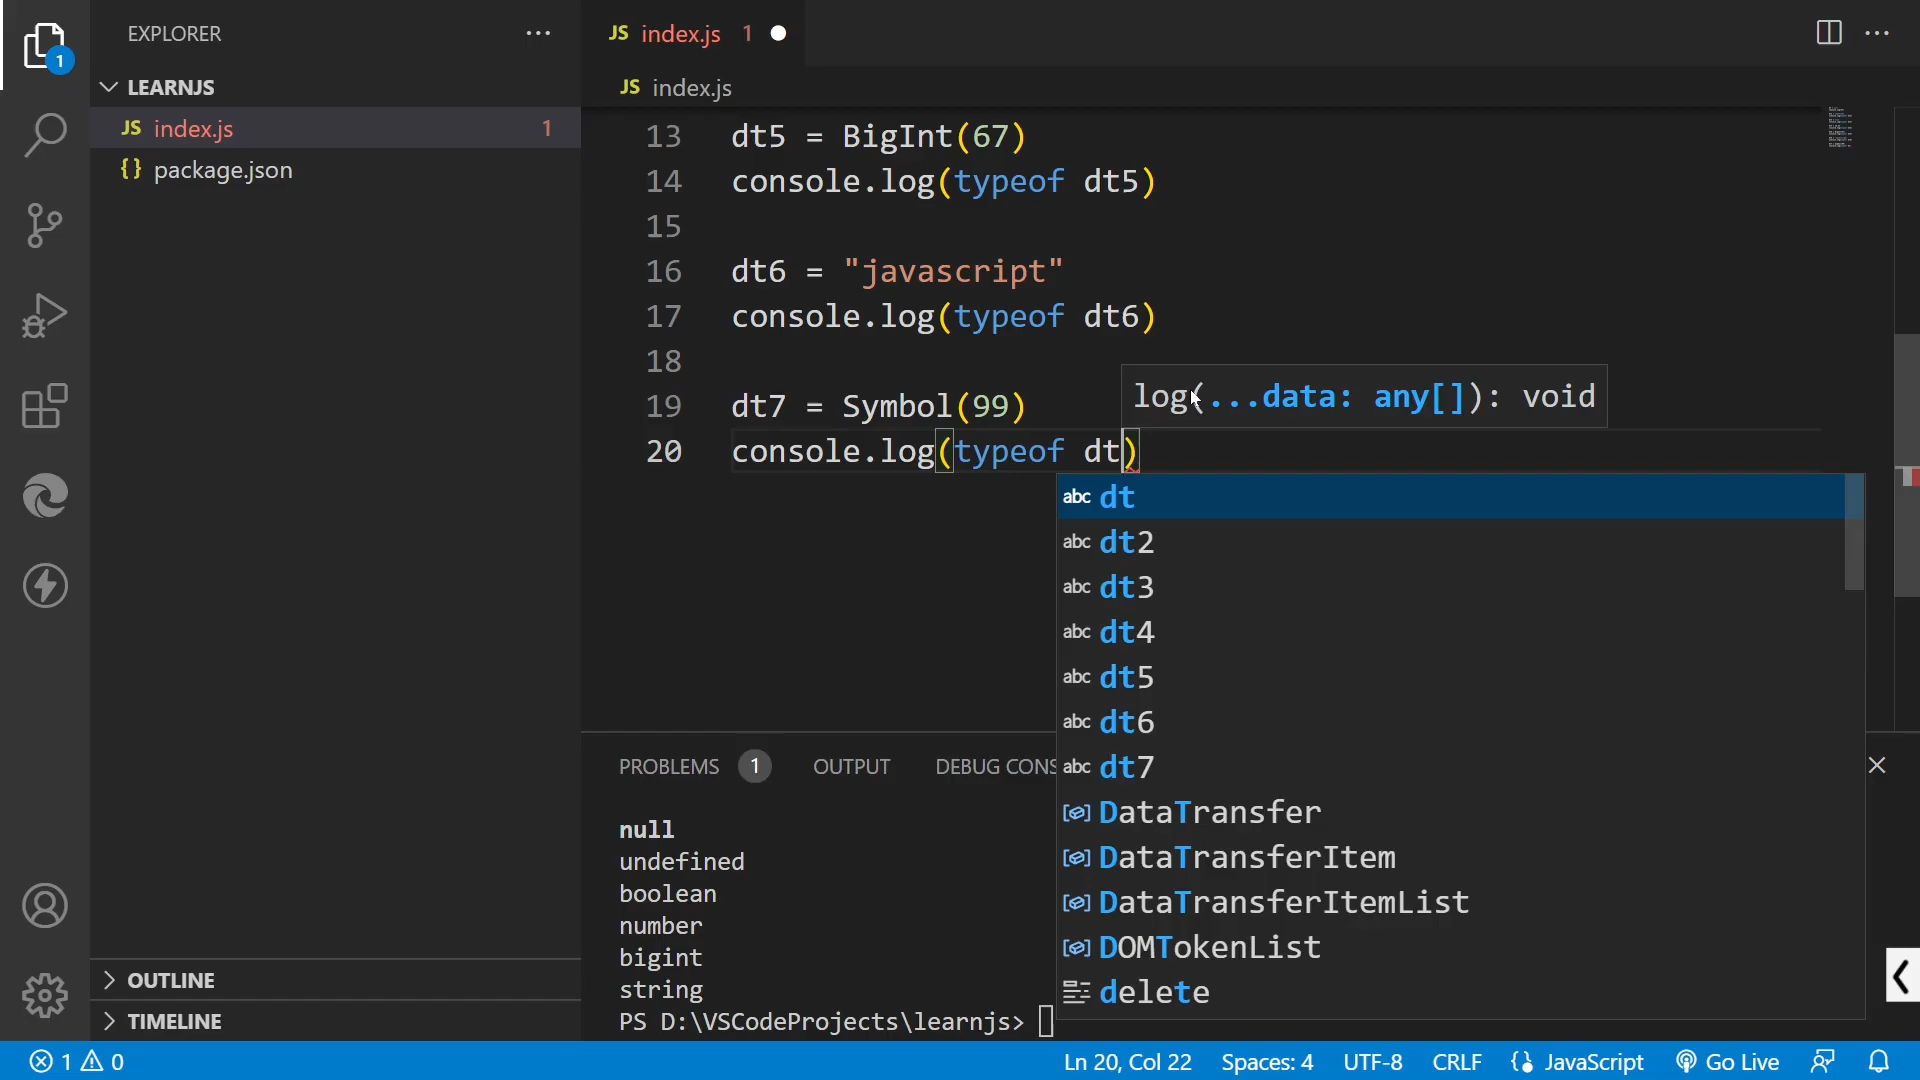 EXPLORER
1
LEARNJS
JS index.js 1
{} package.json
OUTLINE
TIMELINE
JS index.js 1
JS index.js
13 dt5 = BigInt(67)
14 console.log(typeof dt5)
15
16 dt6 = "javascript"
17 console.log(typeof dt6)
18
19 dt7 = Symbol(99)
20 console.log(typeof dt)
log(...data: any[]): void
abc dt
abc dt2
abc dt3
abc dt4
abc dt5
abc dt6
abc dt7
DataTransfer
DataTransferItem
DataTransferItemList
DOMTokenList
delete
PROBLEMS 1 OUTPUT DEBUG CONS
null
undefined
boolean
number
bigint
string
PS D:\VSCodeProjects\learnjs>
1 0 Ln 20, Col 22 Spaces: 4 UTF-8 CRLF {} JavaScript Go Live